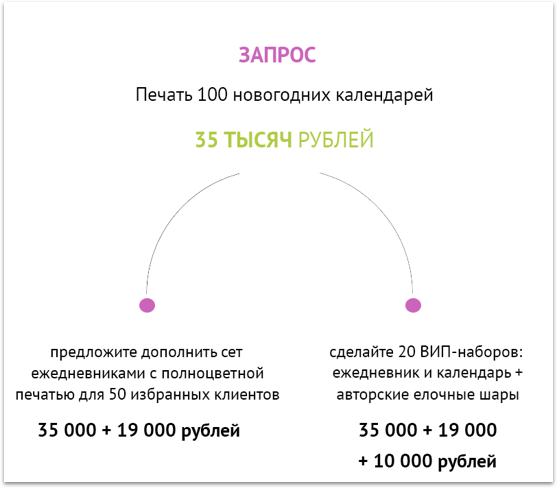 ЗАПРОС
Печать 100 новогодних календарей
35 ТЫСЯЧ РУБЛЕЙ
предложите дополнить сет
ежедневниками с полноцветной
печатью для 50 избранных клиентов
35 000 + 19 000 рублей
сделайте 20 ВИП-наборов:
ежедневник и календарь +
авторские елочные шары
35 000 + 19 000
+ 10 000 рублей